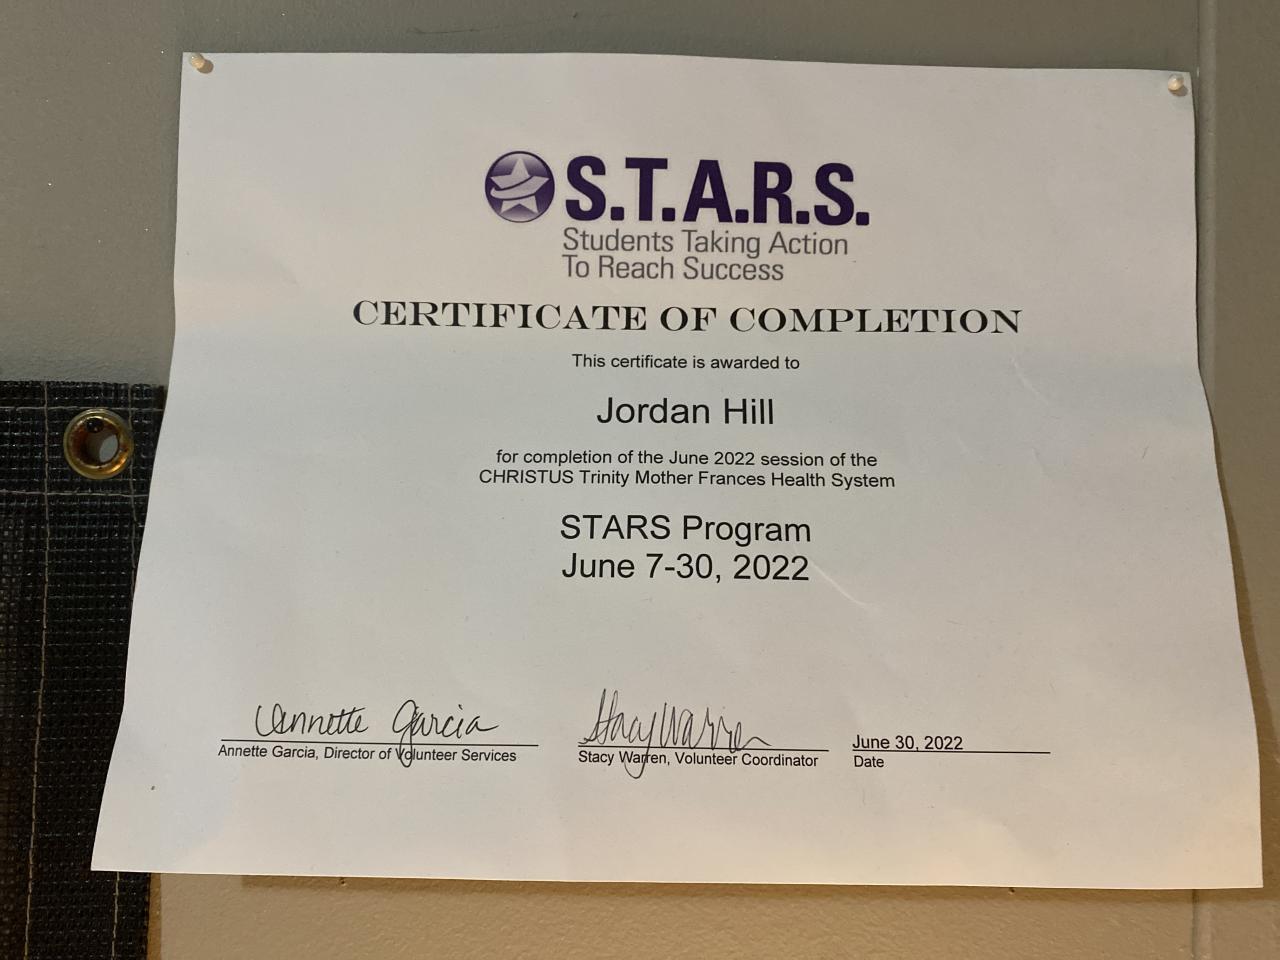 S.T.A.R.S.
Students Taking Action
To Reach Success
CERTIFICATE OF COMPLETION
This certificate is awarded to
Jordan Hill
for completion of the June 2022 session of the
CHRISTUS Trinity Mother Frances Health System
STARS Program
June 7-30, 2022
Annette Garcia
Annette Garcia, Director of Volunteer Services
Stacy Warren
Stacy Warren, Volunteer Coordinator
June 30, 2022
Date